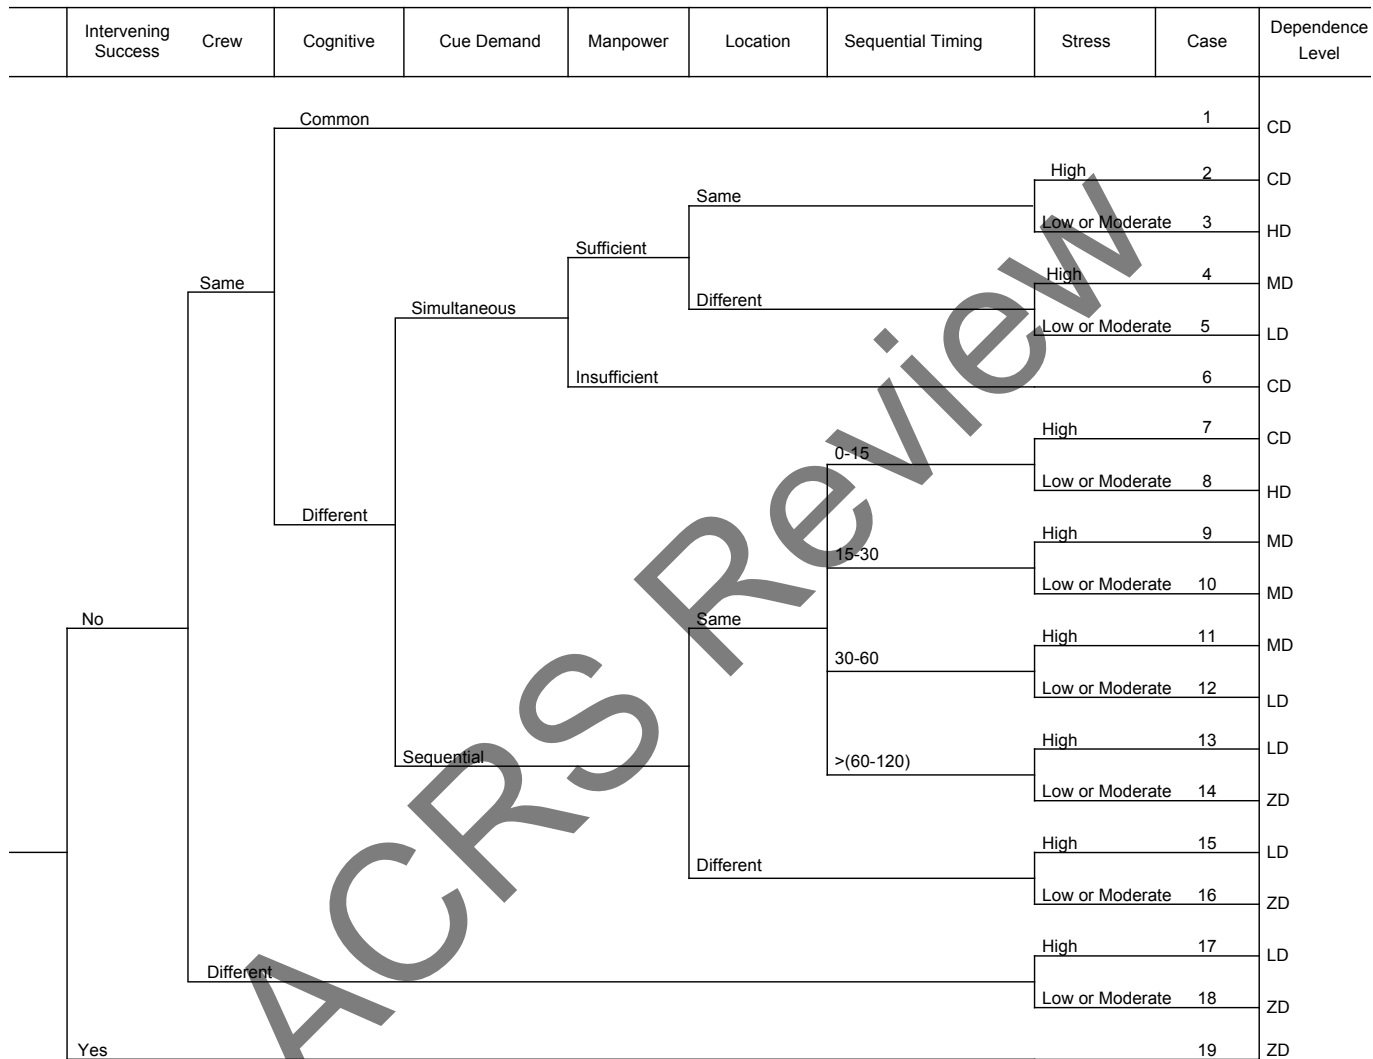 Intervening
Success
Crew
Cognitive
Cue Demand
Manpower
Location
Sequential Timing
Stress
Case
Dependence
Level
Common
1
CD
High
2
CD
Same
Low or Moderate
3
HD
Sufficient
Same
High
4
MD
Different
Simultaneous
Low or Moderate
5
LD
Insufficient
6
CD
High
7
CD
0-15
Low or Moderate
8
HD
Different
High
9
MD
15-30
Low or Moderate
10
MD
No
Same
High
11
MD
30-60
Low or Moderate
12
LD
Sequential
High
13
LD
>(60-120)
Low or Moderate
14
ZD
High
15
LD
Different
Low or Moderate
16
ZD
High
17
LD
Different
Low or Moderate
18
ZD
Yes
19
ZD
ACRS Review